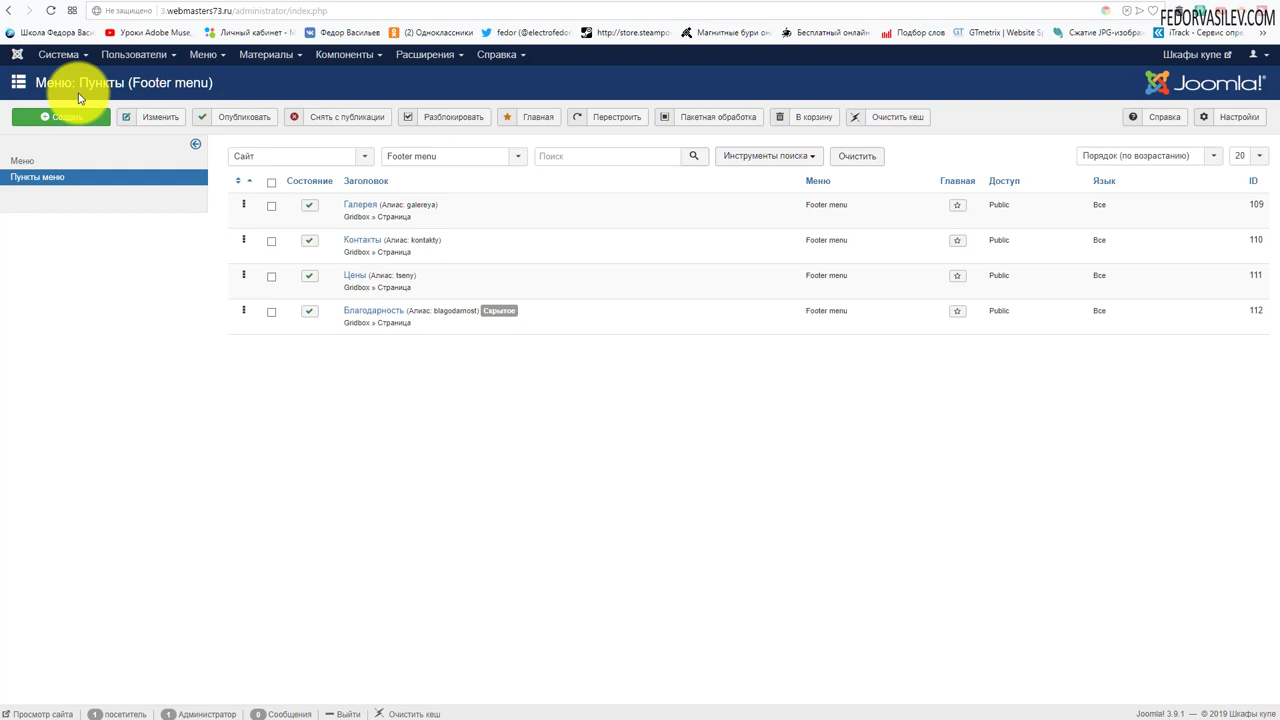 Не защищено 3.webmasters73.ru/administrator/index.php
FEDORVASILEV.COM
Школа Федора Васи. Уроки Adobe Muse, Личный кабинет - М Федор Васильев (2) Одноклассники fedor (@electrofedor) http://store.steampo Магнитные бури он Бесплатный онлайн Подбор слов GTmetrix | Website S Сжатие JPG-изображ iTrack - Сервис опре
Система Пользователи Меню Материалы Компоненты Расширения Справка Шкафы купе
Меню: Пункты (Footer menu) Joomla!
Создать Изменить Опубликовать Снять с публикации Разблокировать Главная Перестроить Пакетная обработка В корзину Очистить кеш Справка Настройки
Меню
Пункты меню
Сайт Footer menu Поиск Инструменты поиска Очистить Порядок (по возрастанию) 20
Состояние Заголовок Меню Главная Доступ Язык ID
Галерея (Алиас: galereya) Footer menu Public Все 109
Gridbox » Страница
Контакты (Алиас: kontakty) Footer menu Public Все 110
Gridbox » Страница
Цены (Алиас: tseny) Footer menu Public Все 111
Gridbox » Страница
Благодарность (Алиас: blagodarnost) Скрытое Footer menu Public Все 112
Gridbox » Страница
Просмотр сайта 1 посетитель 1 Администратор 0 Сообщения Выйти Очистить кеш Joomla! 3.9.1 — © 2019 Шкафы купе